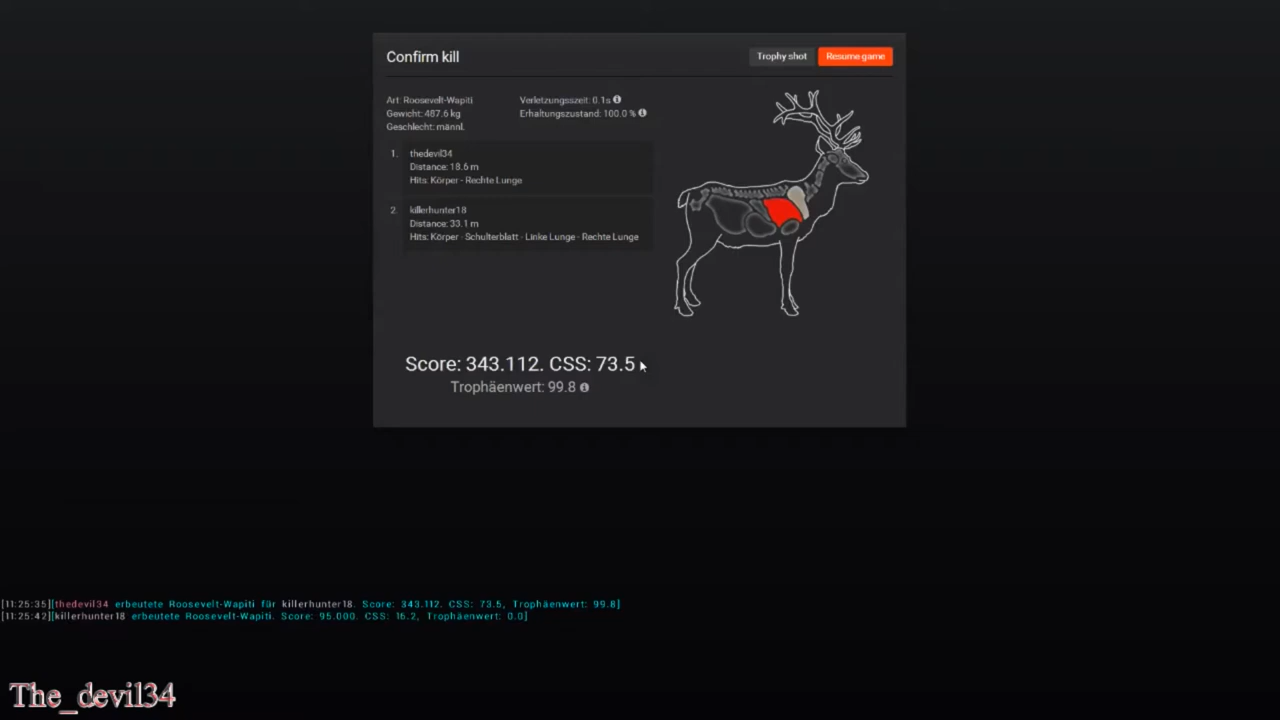 Confirm kill
Trophy shot
Resume game
Art: Roosevelt-Wapiti
Gewicht: 487.6 kg
Geschlecht: männl.
Verletzungszeit: 0.1s
Erhaltungszustand: 100.0 %
1. thedevil34
Distance: 18.6 m
Hits: Körper - Rechte Lunge
2. killerhunter18
Distance: 33.1 m
Hits: Körper - Schulterblatt - Linke Lunge - Rechte Lunge
Score: 343.112. CSS: 73.5
Trophäenwert: 99.8
[11:25:35][thedevil34 erbeutete Roosevelt-Wapiti für killerhunter18. Score: 343.112. CSS: 73.5, Trophäenwert: 99.8]
[11:25:42][killerhunter18 erbeutete Roosevelt-Wapiti. Score: 95.000. CSS: 16.2, Trophäenwert: 0.0]
The_devil34